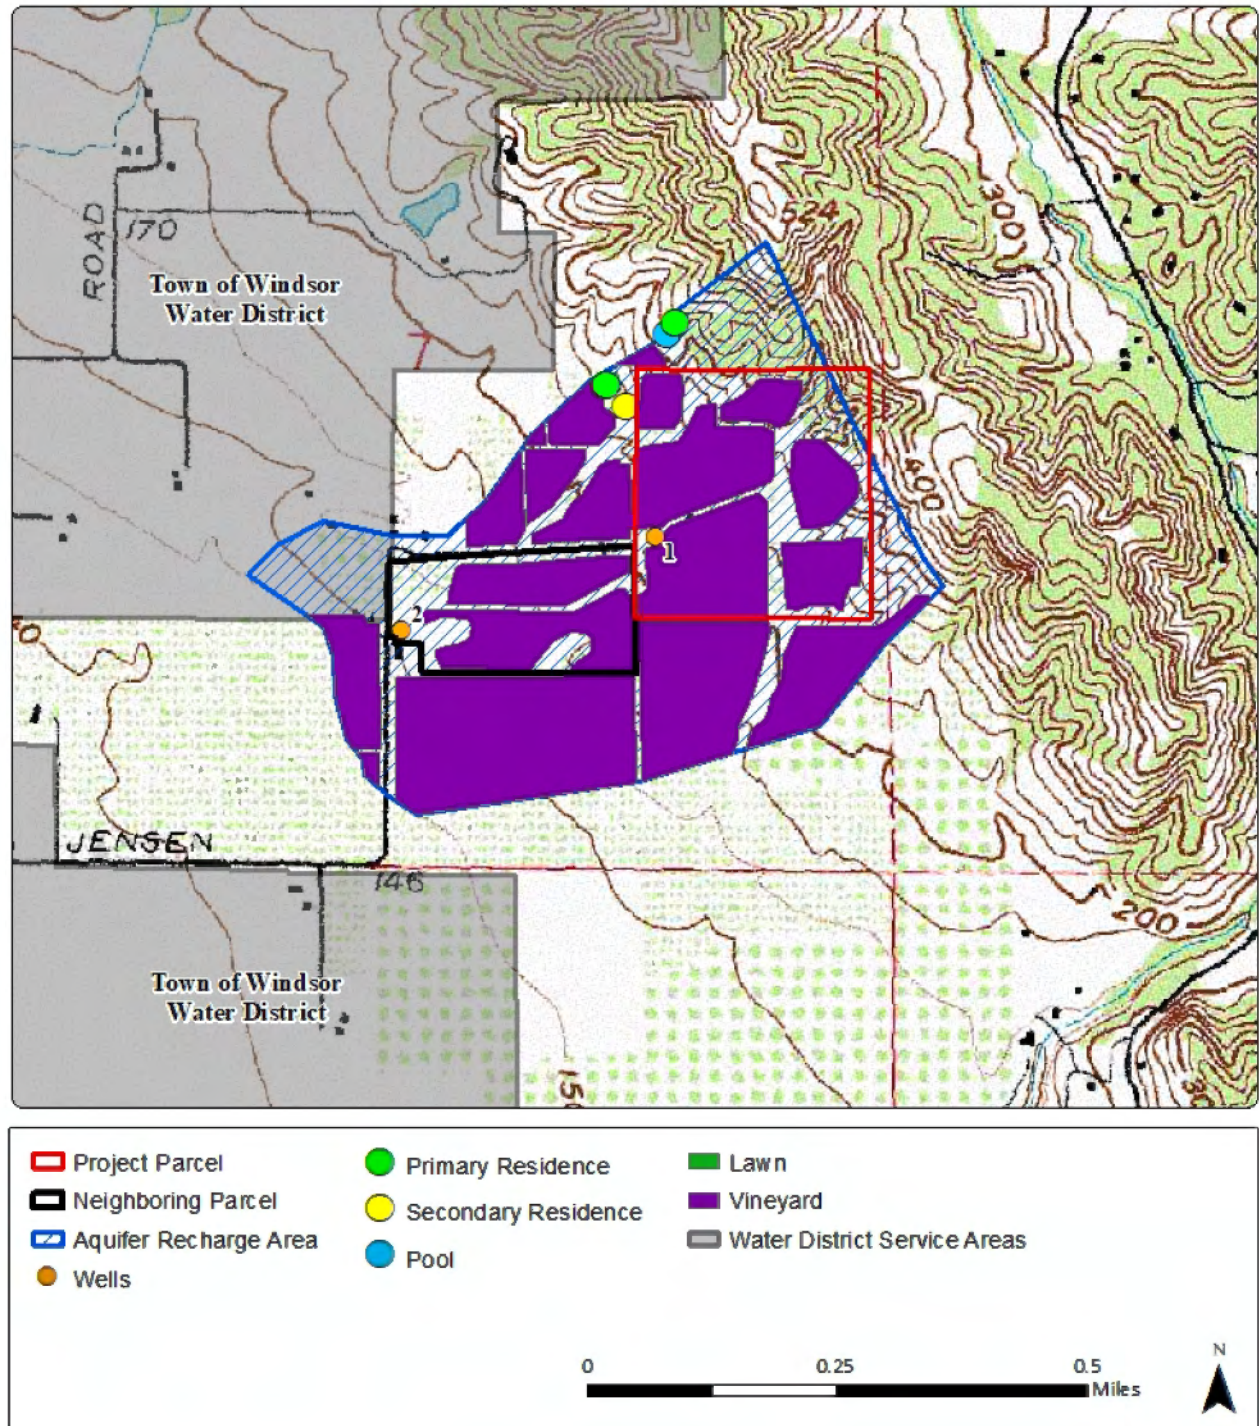 524
300
ROAD
170
Town of Windsor
Water District
7
400
1
2
JENSEN
146
200
Town of Windsor
Water District
Project Parcel
Neighboring Parcel
Aquifer Recharge Area
Wells
Primary Residence
Secondary Residence
Pool
Lawn
Vineyard
Water District Service Areas
N
0
0.25
0.5
Miles